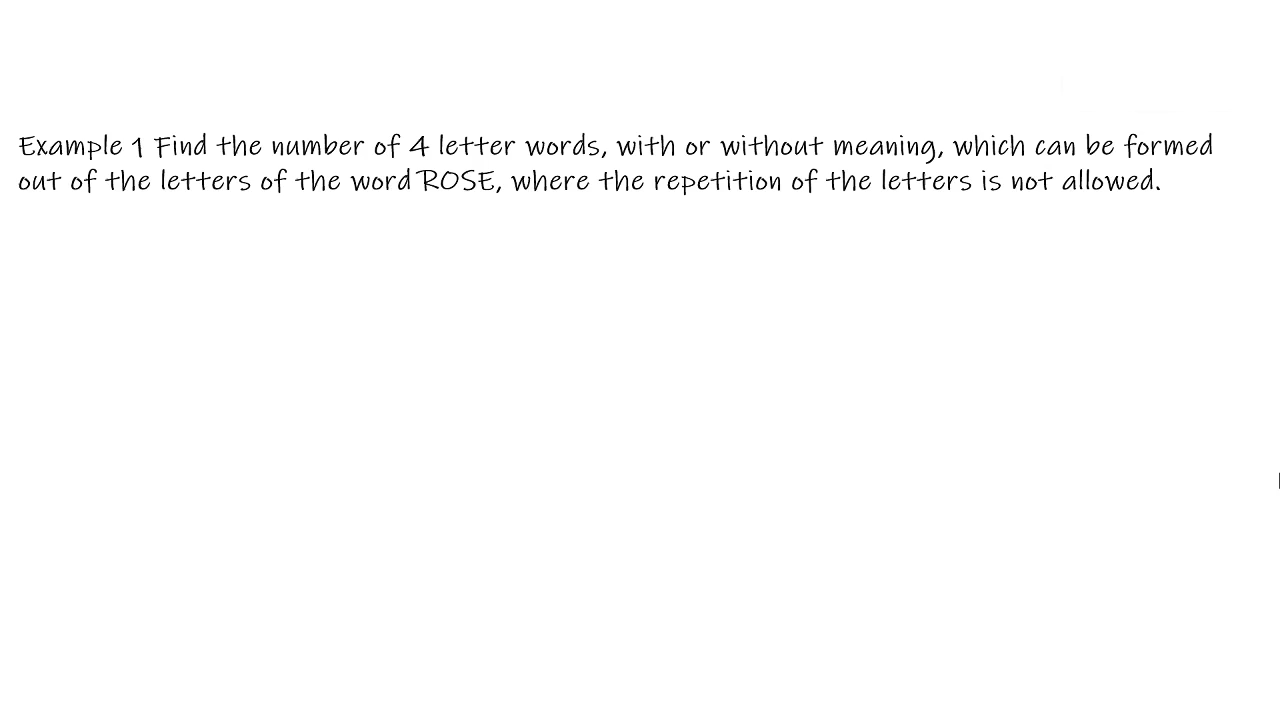 Example 1 Find the number of 4 letter words, with or without meaning, which can be formed
out of the letters of the word ROSE, where the repetition of the letters is not allowed.